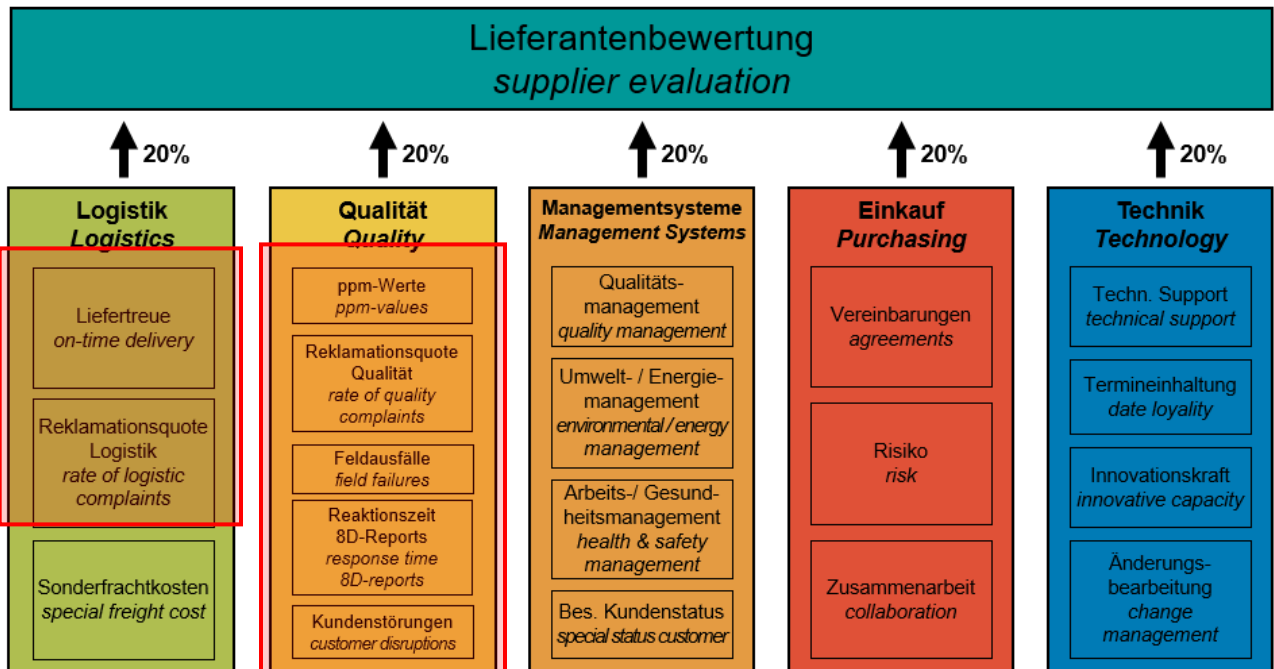 Lieferantenbewertung
supplier evaluation
20%
20%
20%
20%
20%
Logistik
Logistics
Liefertreue
on-time delivery
Reklamationsquote
Logistik
rate of logistic
complaints
Sonderfrachtkosten
special freight cost
Qualität
Quality
ppm-Werte
ppm-values
Reklamationsquote
Qualität
rate of quality
complaints
Feldausfälle
field failures
Reaktionszeit
8D-Reports
response time
8D-reports
Kundenstörungen
customer disruptions
Managementsysteme
Management Systems
Qualitäts-
management
quality management
Umwelt- / Energie-
management
environmental / energy
management
Arbeits-/ Gesund-
heitsmanagement
health & safety
management
Bes. Kundenstatus
special status customer
Einkauf
Purchasing
Vereinbarungen
agreements
Risiko
risk
Zusammenarbeit
collaboration
Technik
Technology
Techn. Support
technical support
Termineinhaltung
date loyality
Innovationskraft
innovative capacity
Änderungs-
bearbeitung
change
management